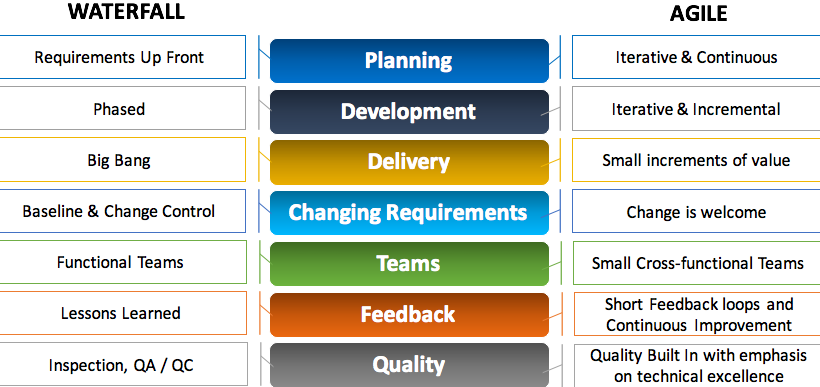 WATERFALL
AGILE
Requirements Up Front
Planning
Iterative & Continuous
Phased
Development
Iterative & Incremental
Big Bang
Delivery
Small increments of value
Baseline & Change Control
Changing Requirements
Change is welcome
Functional Teams
Teams
Small Cross-functional Teams
Lessons Learned
Feedback
Short Feedback loops and
Continuous Improvement
Inspection, QA / QC
Quality
Quality Built In with emphasis
on technical excellence